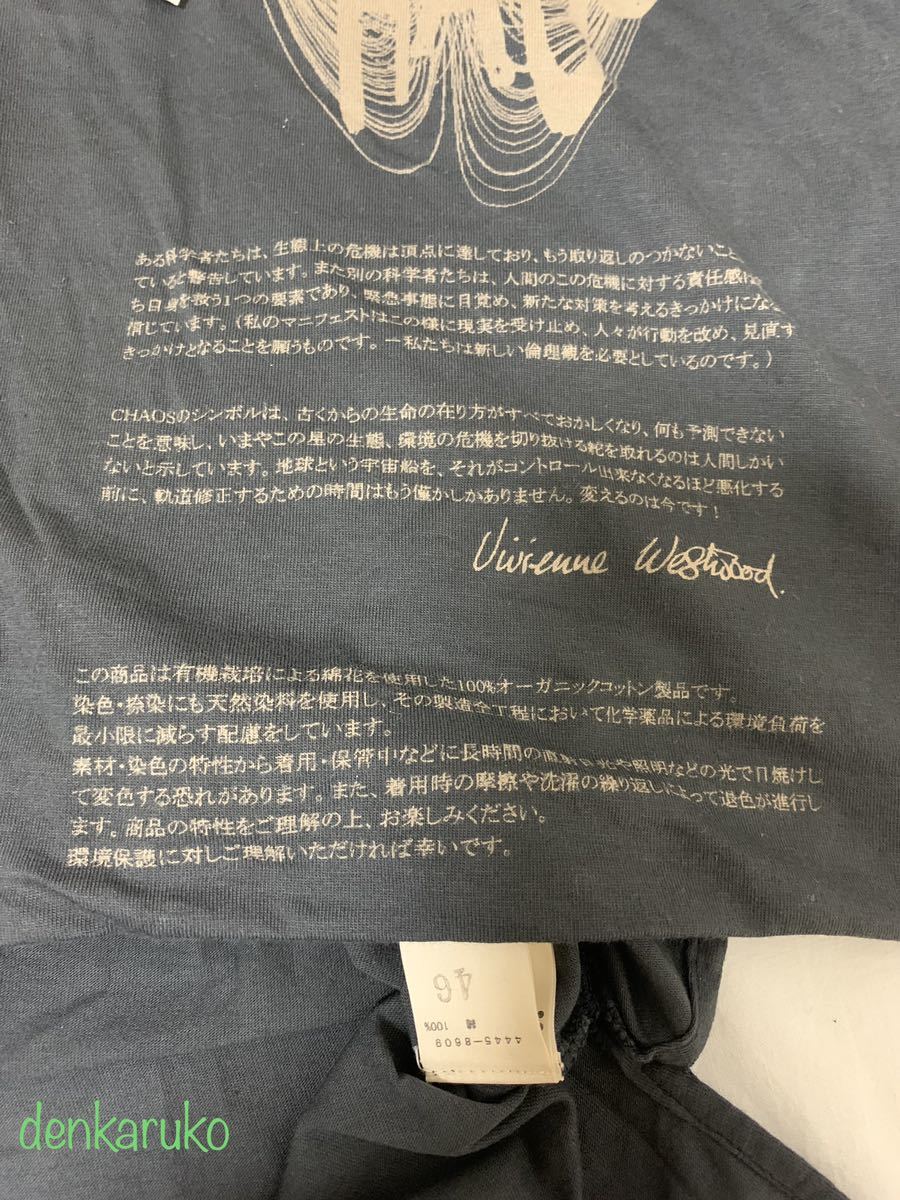 ある科学者たちは、生態上の危機は頂点に達しており、もう取り返しのつかないこと
ていると警告しています。また別の科学者たちは、人間のこの危機に対する責任感は
ち自身を救う1つの要素であり、緊急事態に目覚め、新たな対策を考えるきっかけにな
信じています。(私のマニフェストはこの様に現実を受け止め、人々が行動を改め、見直す
きっかけとなることを願うものです。ー私たちは新しい倫理観を必要としているのです。)
CHAOSのシンボルは、古くからの生命の在り方がすべておかしくなり、何も予測できない
ことを意味し、いまやこの星の生態、環境の危機を切り抜ける舵を取れるのは人間しかい
ないと示しています。地球という宇宙船を、それがコントロール出来なくなるほど悪化する
前に、軌道修正するための時間はもう僅かしかありません。変えるのは今です!
Vivienne Westwood.
この商品は有機栽培による綿花を使用した100%オーガニックコットン製品です。
染色・捺染にも天然染料を使用し、その製造全工程において化学薬品による環境負荷を
最小限に減らす配慮をしています。
素材・染色の特性から着用・保管中などに長時間の直射日光や照明などの光で日焼けし
て変色する恐れがあります。また、着用時の摩擦や洗濯の繰り返しによって退色が進行し
ます。商品の特性をご理解の上、お楽しみください。
環境保護に対しご理解いただければ幸いです。
46
綿 100%
4445-8609
denkaruko